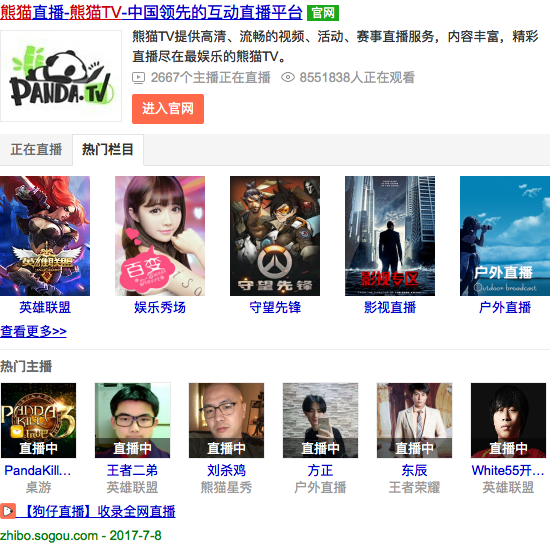 熊猫直播-熊猫TV-中国领先的互动直播平台 官网
PANDA.TV
熊猫TV提供高清、流畅的视频、活动、赛事直播服务，内容丰富，精彩
直播尽在最娱乐的熊猫TV。
2667个主播正在直播 8551838人正在观看
进入官网
正在直播 热门栏目
英雄联盟 百变 守望先锋 影视专区 户外直播
Outdoor broadcast
英雄联盟 娱乐秀场 守望先锋 影视直播 户外直播
查看更多>>
热门主播
PANDA KILL 3
直播中 直播中 直播中 直播中 直播中 直播中
PandaKill... 王者二弟 刘杀鸡 方正 东辰 White55开...
桌游 英雄联盟 熊猫星秀 户外直播 王者荣耀 英雄联盟
【狗仔直播】收录全网直播
zhibo.sogou.com - 2017-7-8